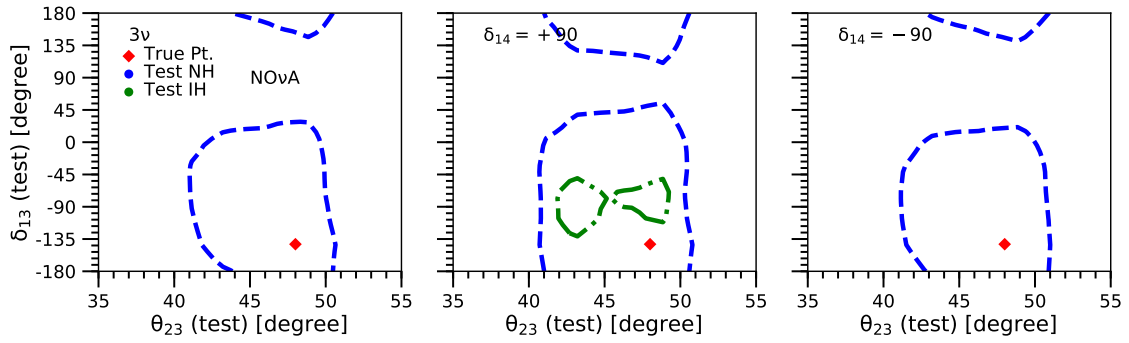 180
135
90
45
0
-45
-90
-135
-180
δ13 (test) [degree]
3ν
True Pt.
Test NH
Test IH
NOνA
35 40 45 50 55
θ23 (test) [degree]
δ14 = +90
35 40 45 50 55
θ23 (test) [degree]
δ14 = −90
35 40 45 50 55
θ23 (test) [degree]